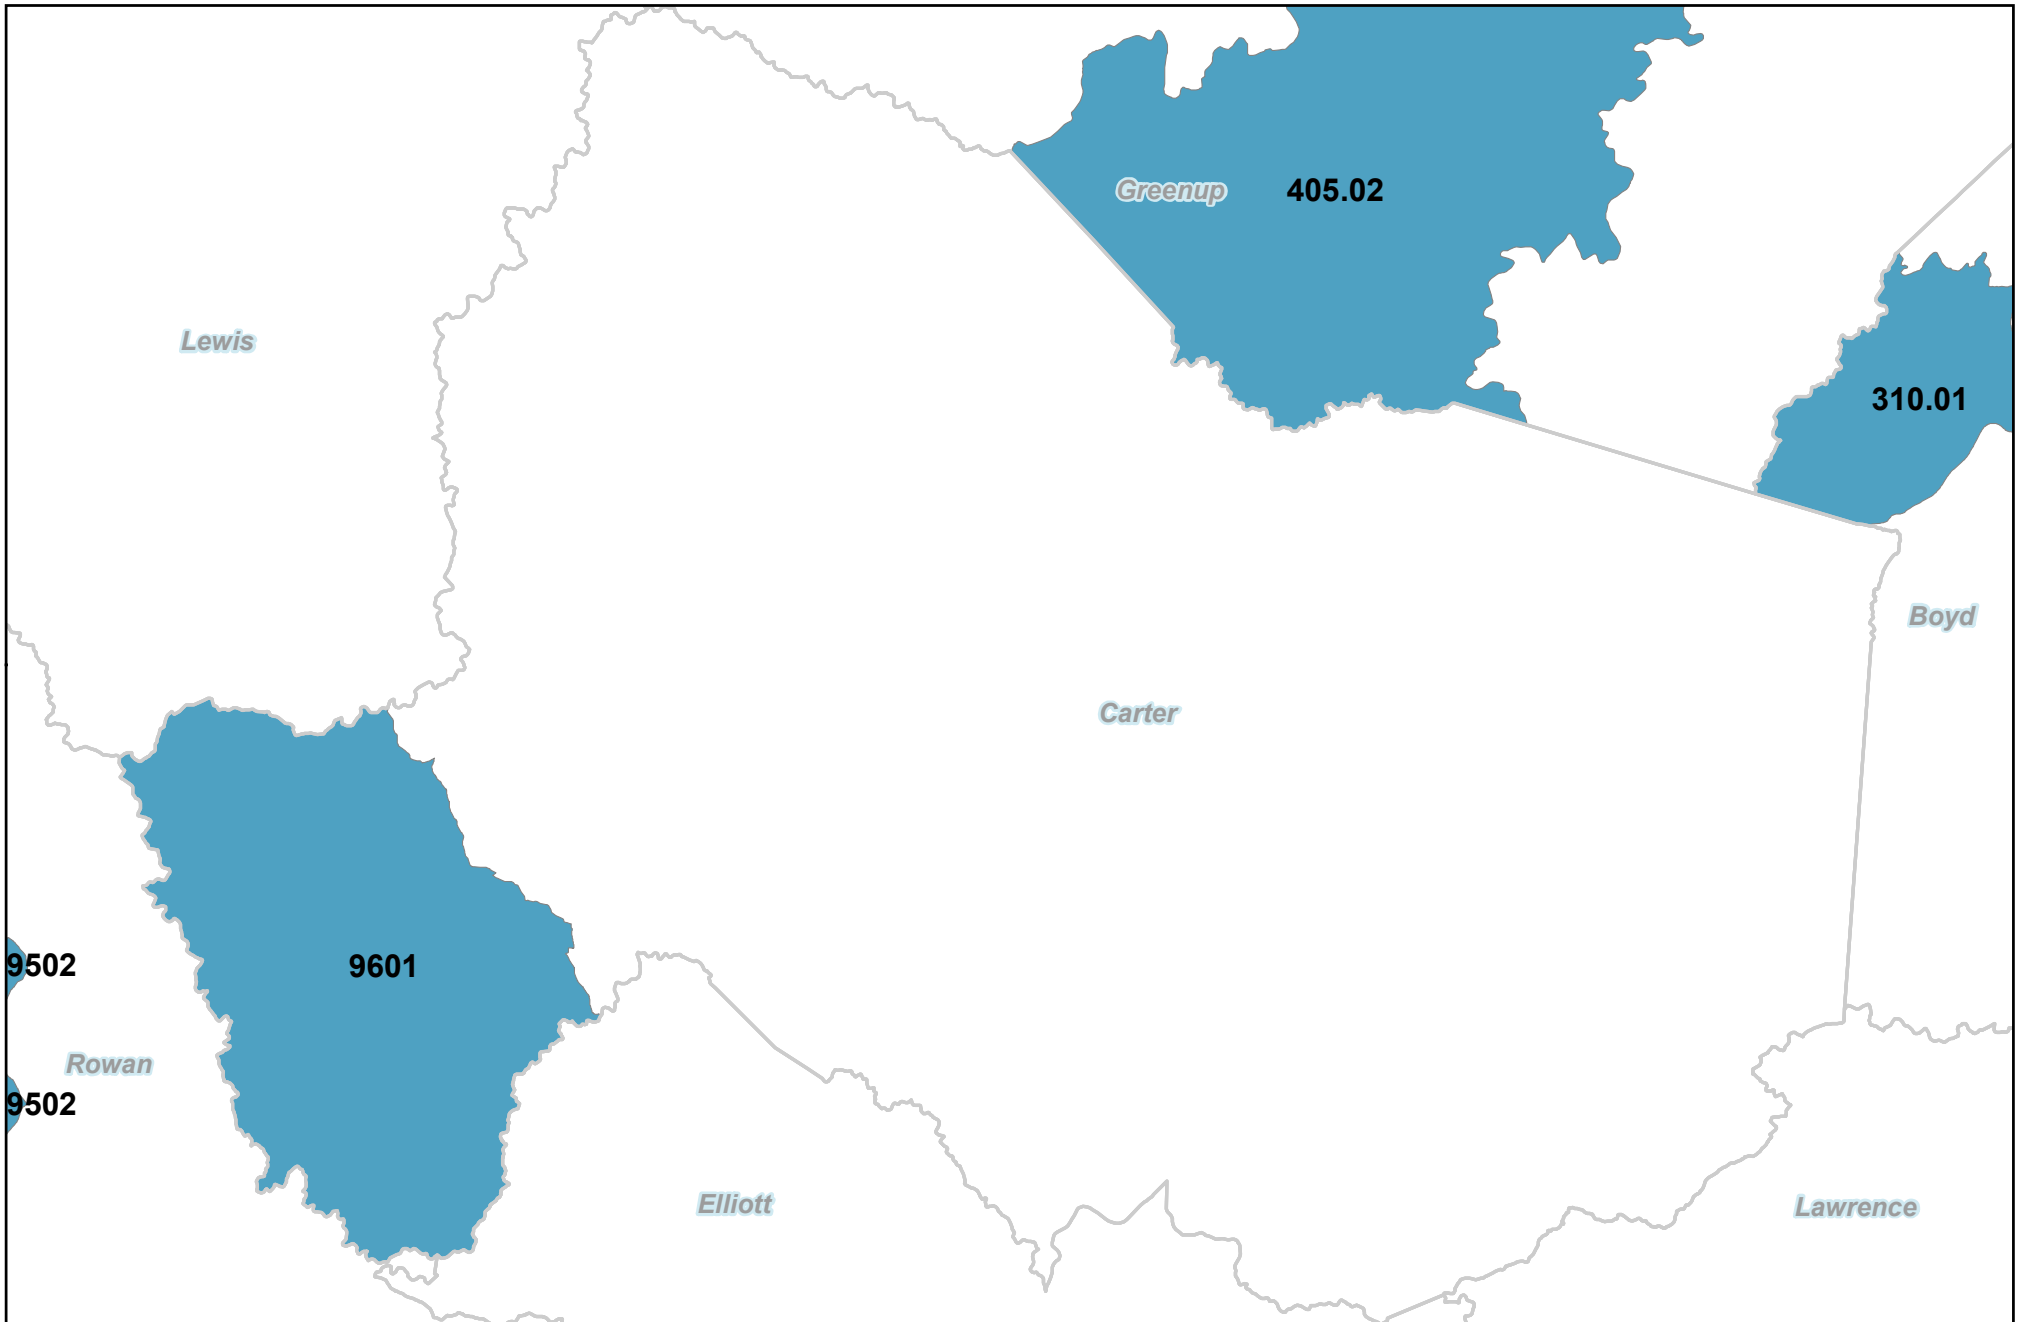 Greenup
405.02
Lewis
310.01
Boyd
Carter
9502
9601
Rowan
9502
Elliott
Lawrence